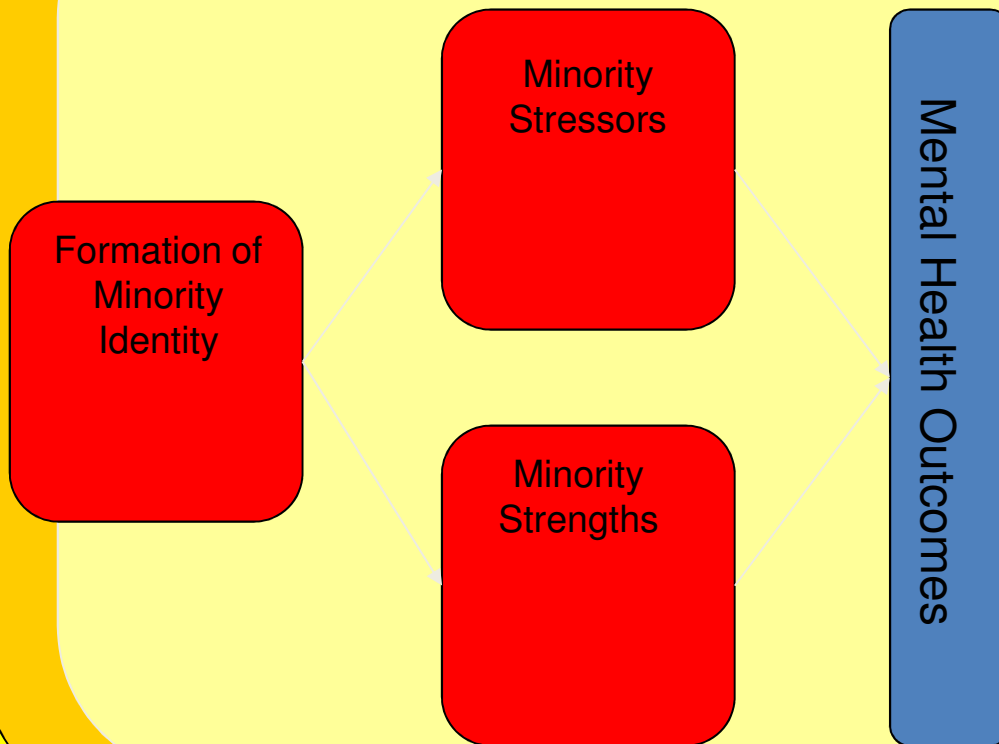 Formation of
Minority
Identity
Minority
Stressors
Minority
Strengths
Mental Health Outcomes